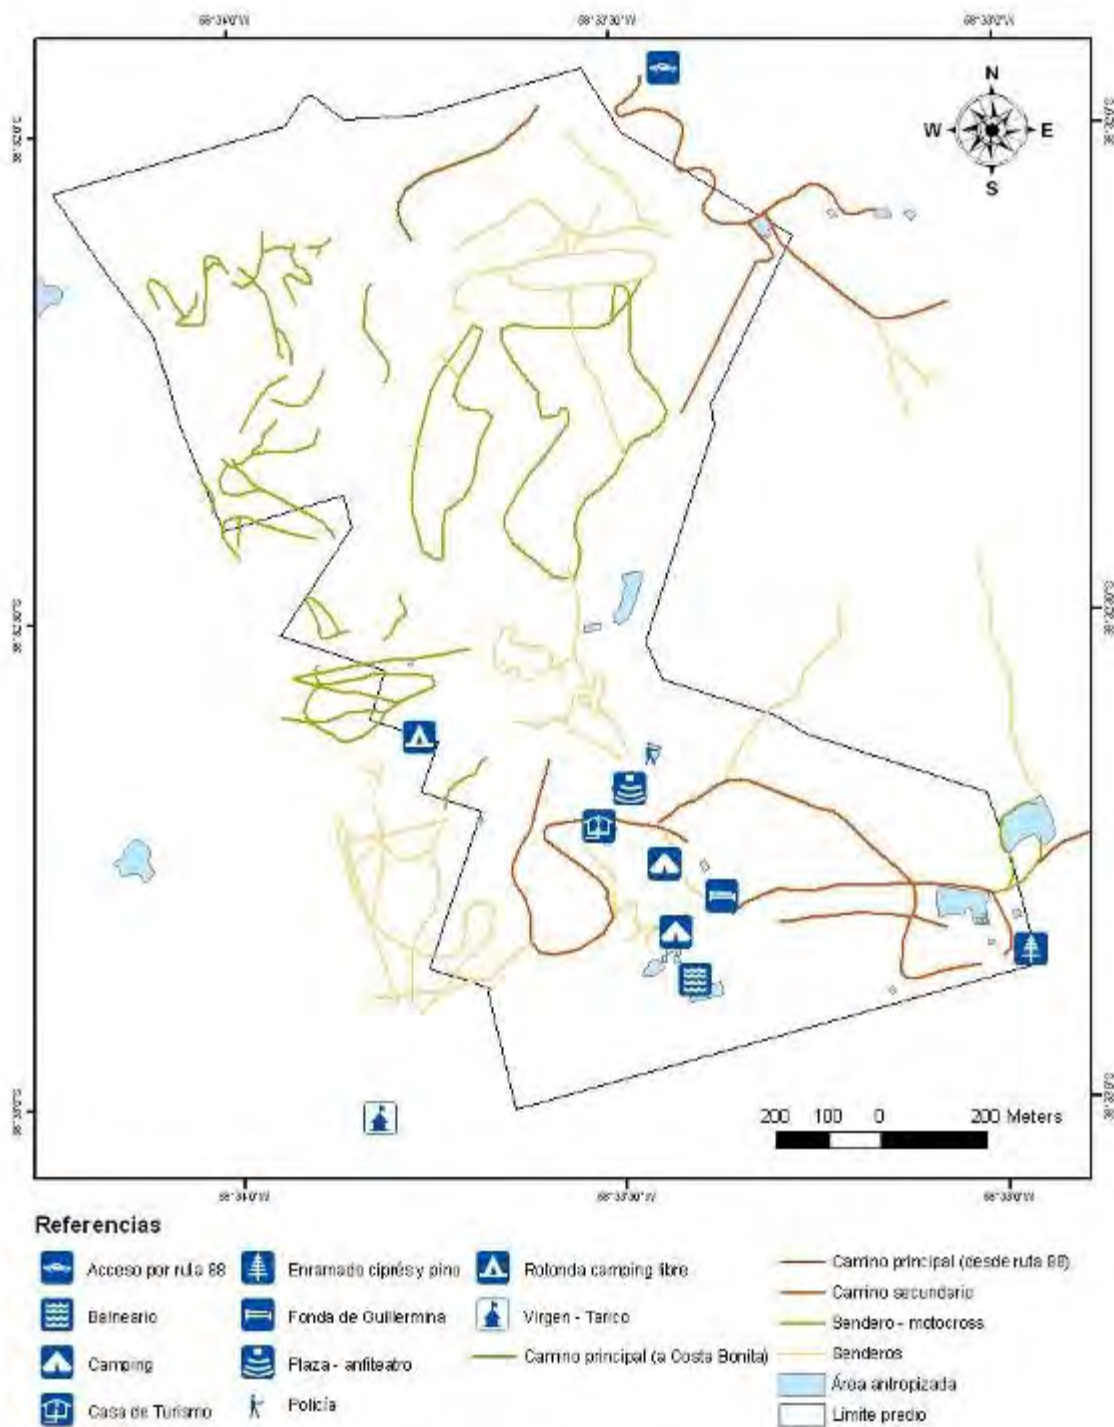 N
W E
S
200 100 0 200 Meters
Referencias
Acceso por ruta 88
Balneario
Camping
Casa de Turismo
Enramado ciprés y pino
Fonda de Guillermina
Plaza - anfiteatro
Policía
Rotonda camping libre
Virgen - Tarico
Camino principal (a Costa Bonita)
Camino principal (desde ruta 88)
Camino secundario
Sendero - motocross
Senderos
Área antropizada
Límite predio